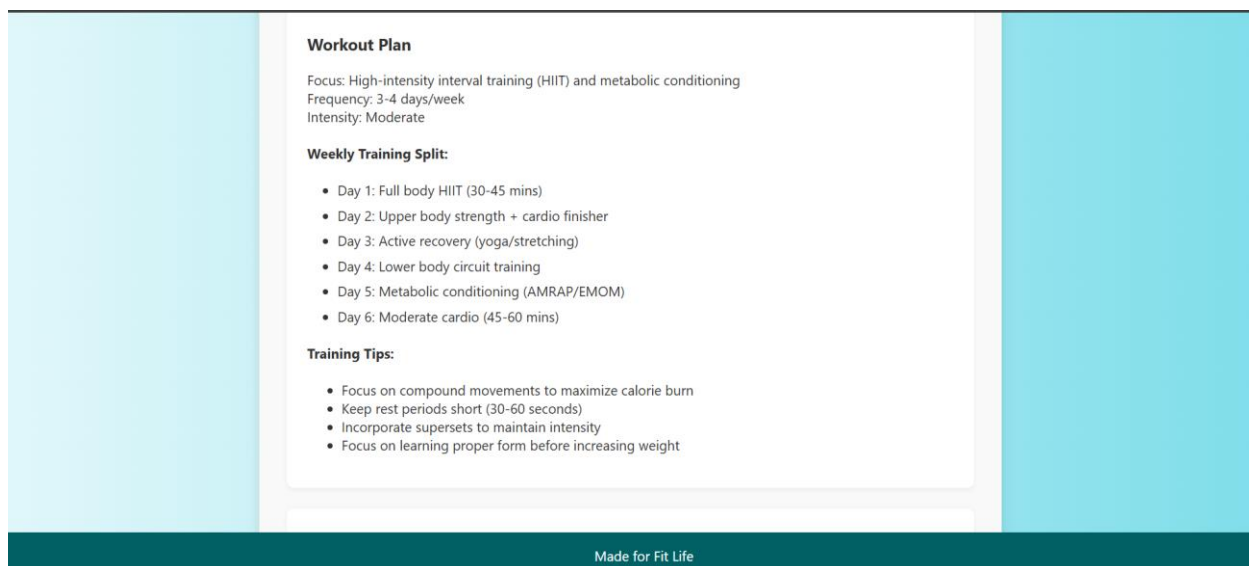 Workout Plan
Focus: High-intensity interval training (HIIT) and metabolic conditioning
Frequency: 3-4 days/week
Intensity: Moderate
Weekly Training Split:
• Day 1: Full body HIIT (30-45 mins)
• Day 2: Upper body strength + cardio finisher
• Day 3: Active recovery (yoga/stretching)
• Day 4: Lower body circuit training
• Day 5: Metabolic conditioning (AMRAP/EMOM)
• Day 6: Moderate cardio (45-60 mins)
Training Tips:
• Focus on compound movements to maximize calorie burn
• Keep rest periods short (30-60 seconds)
• Incorporate supersets to maintain intensity
• Focus on learning proper form before increasing weight
Made for Fit Life